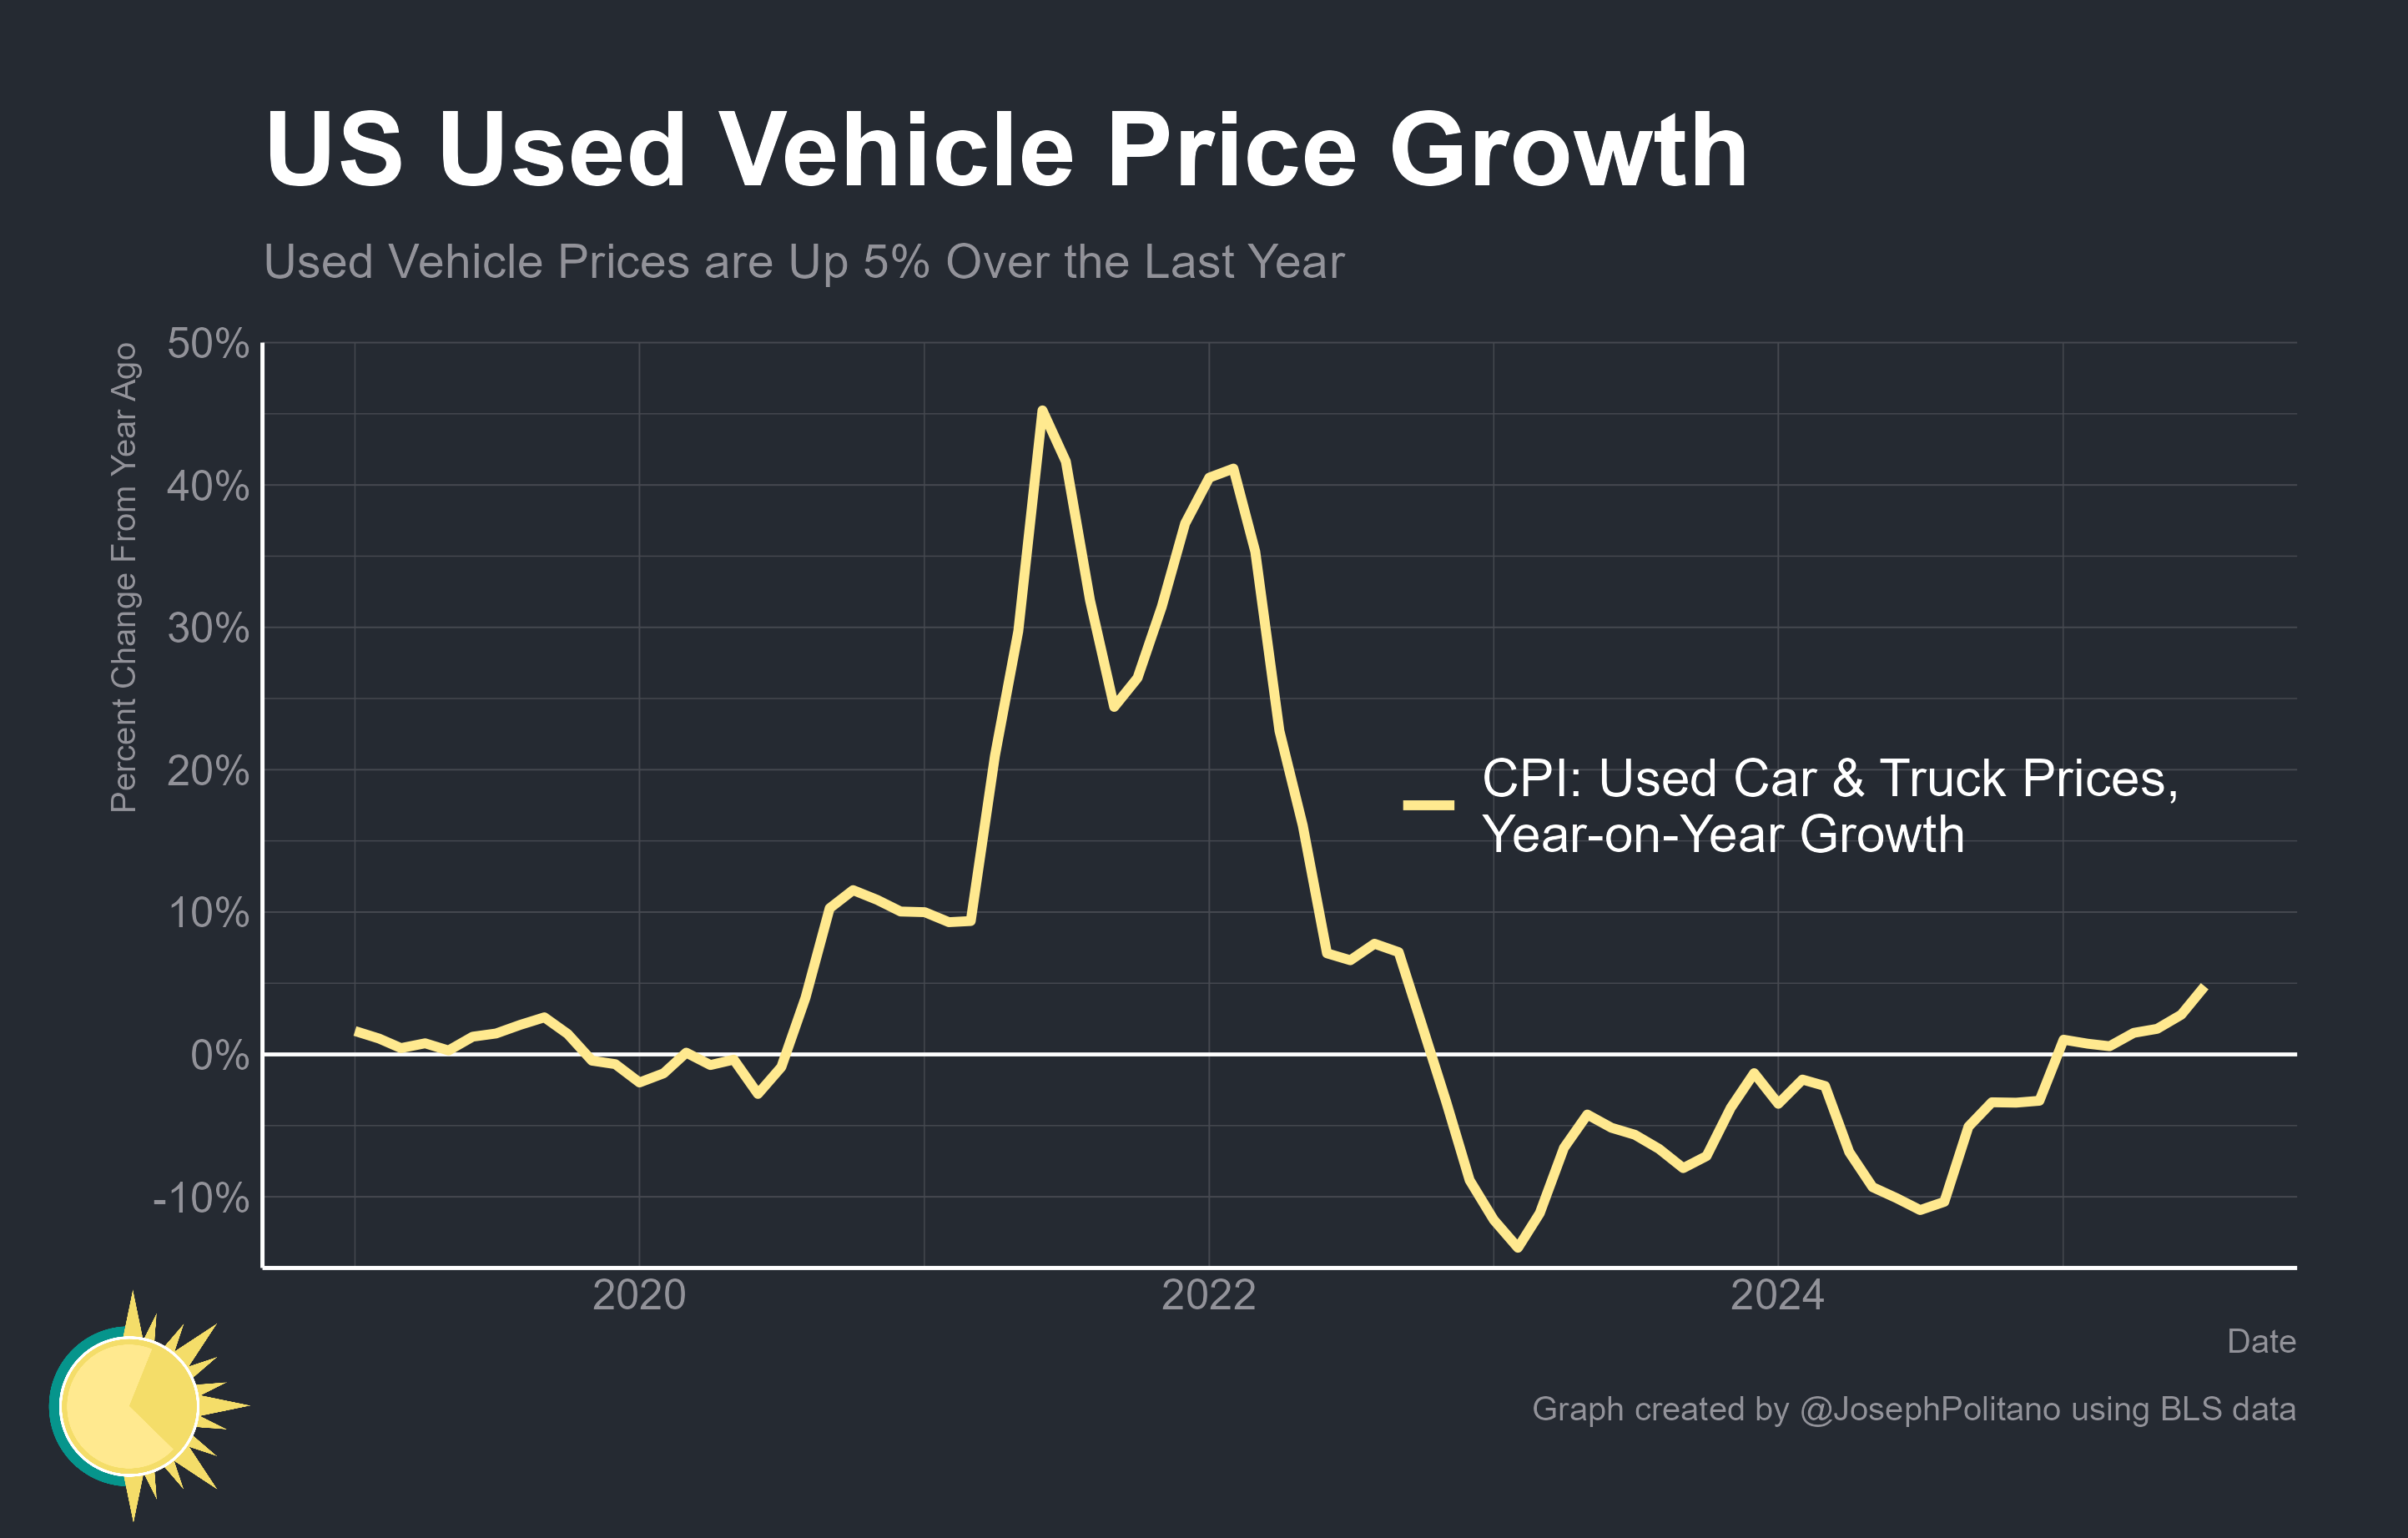 US Used Vehicle Price Growth
Used Vehicle Prices are Up 5% Over the Last Year
Percent Change From Year Ago
50%
40%
30%
20%
10%
0%
-10%
CPI: Used Car & Truck Prices,
Year-on-Year Growth
2020
2022
2024
Date
Graph created by @JosephPolitano using BLS data